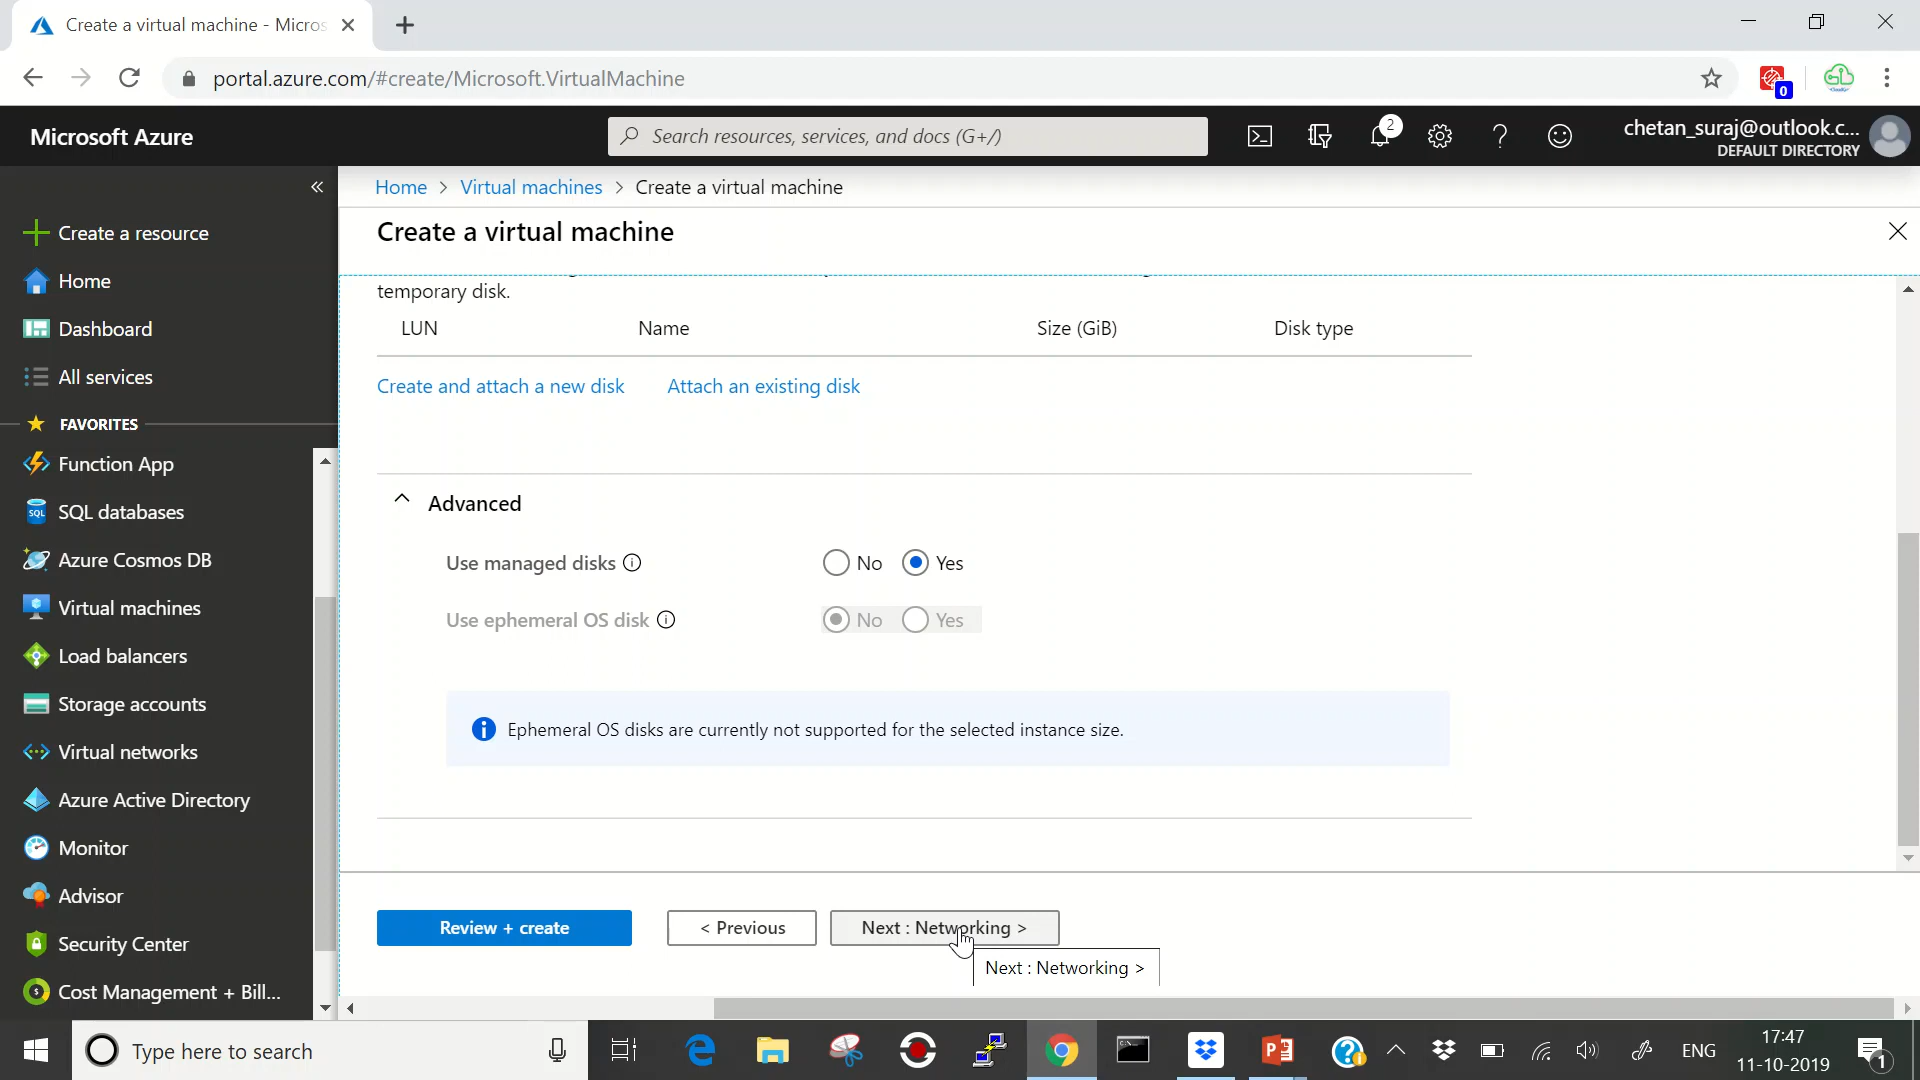 Create a virtual machine - Micros
portal.azure.com/#create/Microsoft.VirtualMachine
0
Microsoft Azure
Search resources, services, and docs (G+/)
2
chetan_suraj@outlook.c...
DEFAULT DIRECTORY
Home > Virtual machines > Create a virtual machine
Create a virtual machine
Create a resource
Home
Dashboard
All services
FAVORITES
Function App
SQL databases
Azure Cosmos DB
Virtual machines
Load balancers
Storage accounts
Virtual networks
Azure Active Directory
Monitor
Advisor
Security Center
Cost Management + Bill...
temporary disk.
LUN Name Size (GiB) Disk type
Create and attach a new disk Attach an existing disk
Advanced
Use managed disks No Yes
Use ephemeral OS disk No Yes
Ephemeral OS disks are currently not supported for the selected instance size.
Review + create < Previous Next : Networking >
Next : Networking >
Type here to search
ENG
17:47
11-10-2019
1